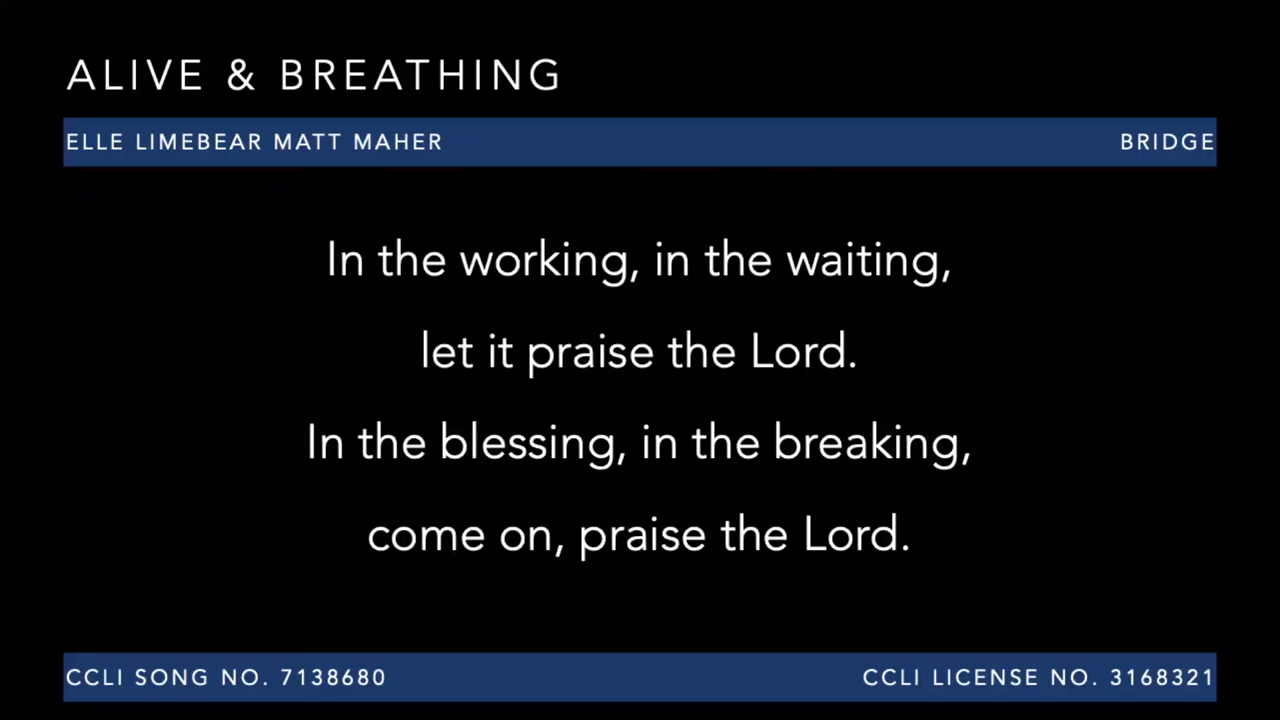 ALIVE & BREATHING
ELLE LIMEBEAR MATT MAHER BRIDGE
In the working, in the waiting,
let it praise the Lord.
In the blessing, in the breaking,
come on, praise the Lord.
CCLI SONG NO. 7138680 CCLI LICENSE NO. 3168321